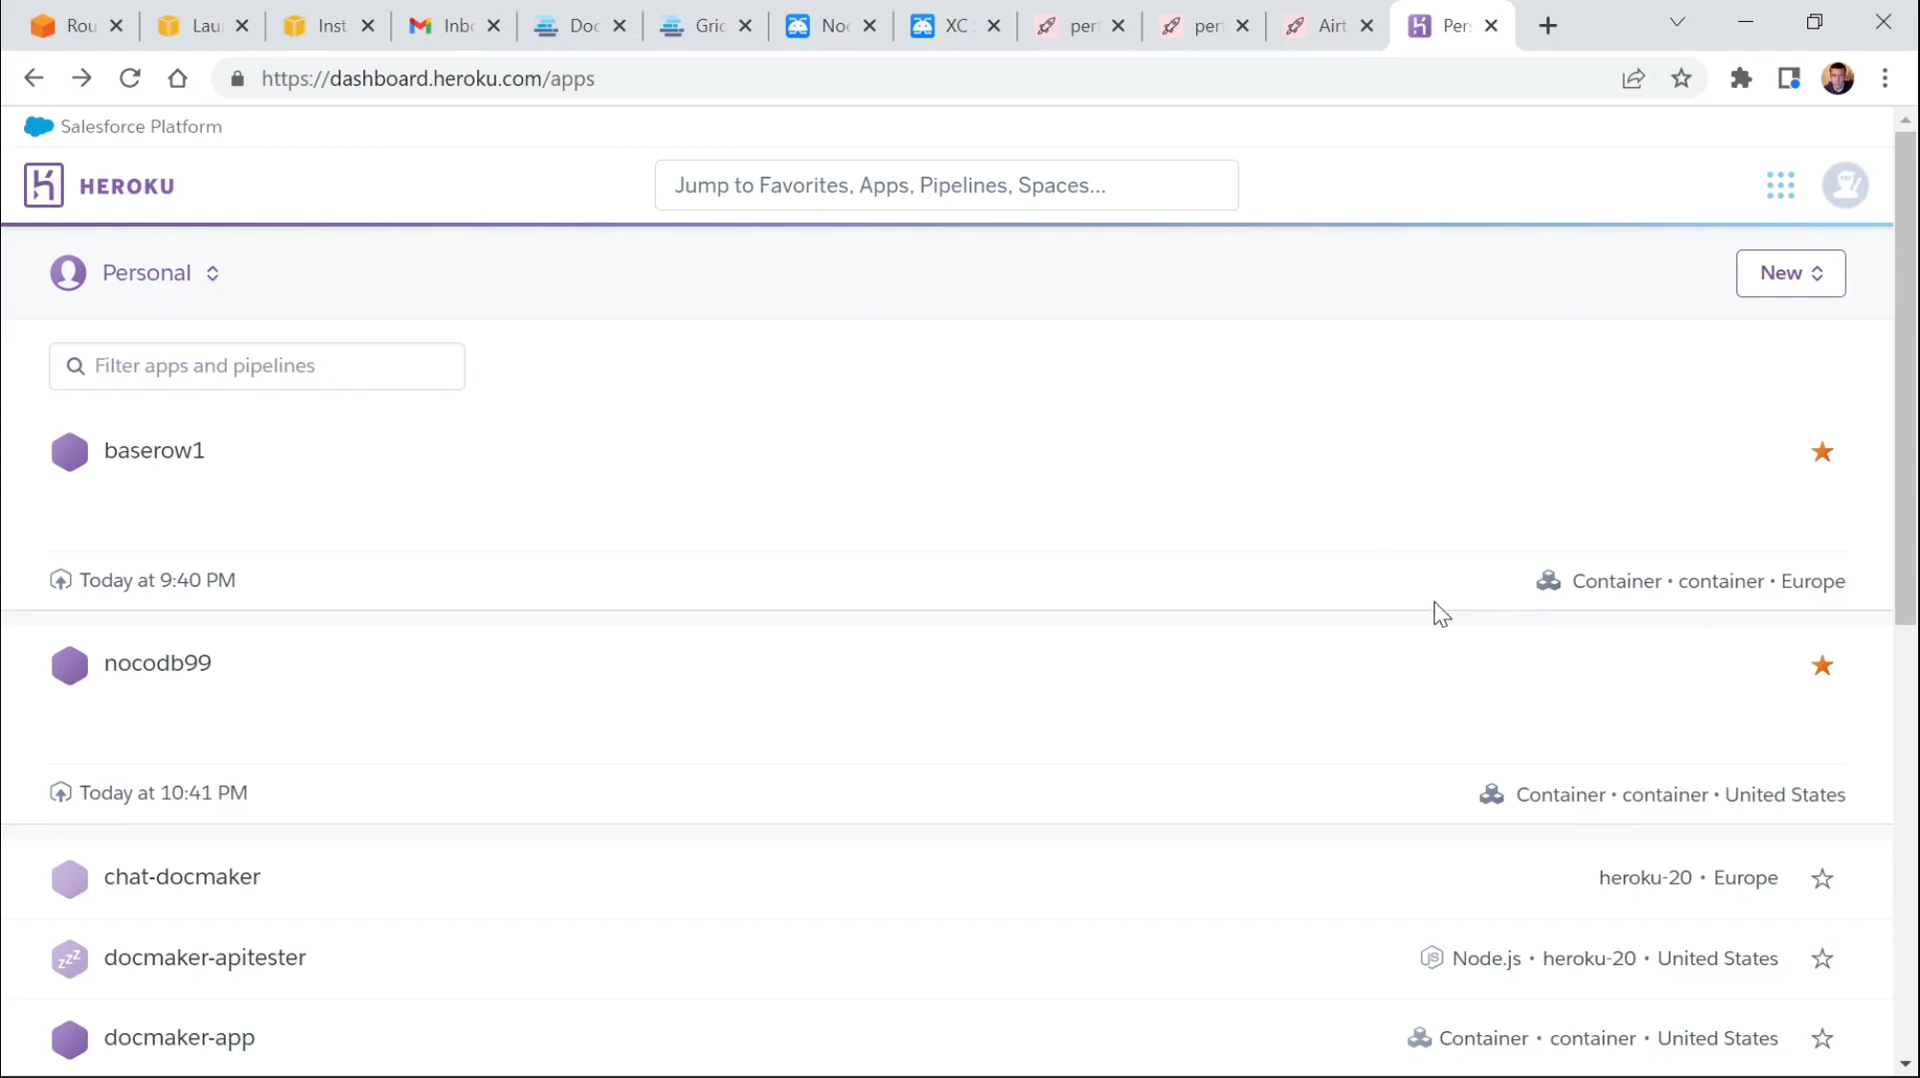 Rou
Lau
Inst
Inb
Doc
Gric
Noc
XC
per
per
Airt
Per
https://dashboard.heroku.com/apps
Salesforce Platform
HEROKU
Jump to Favorites, Apps, Pipelines, Spaces...
Personal
New
Filter apps and pipelines
baserow1
Today at 9:40 PM
Container • container • Europe
nocodb99
Today at 10:41 PM
Container • container • United States
chat-docmaker
heroku-20 • Europe
zzZ
docmaker-apitester
Node.js • heroku-20 • United States
docmaker-app
Container • container • United States